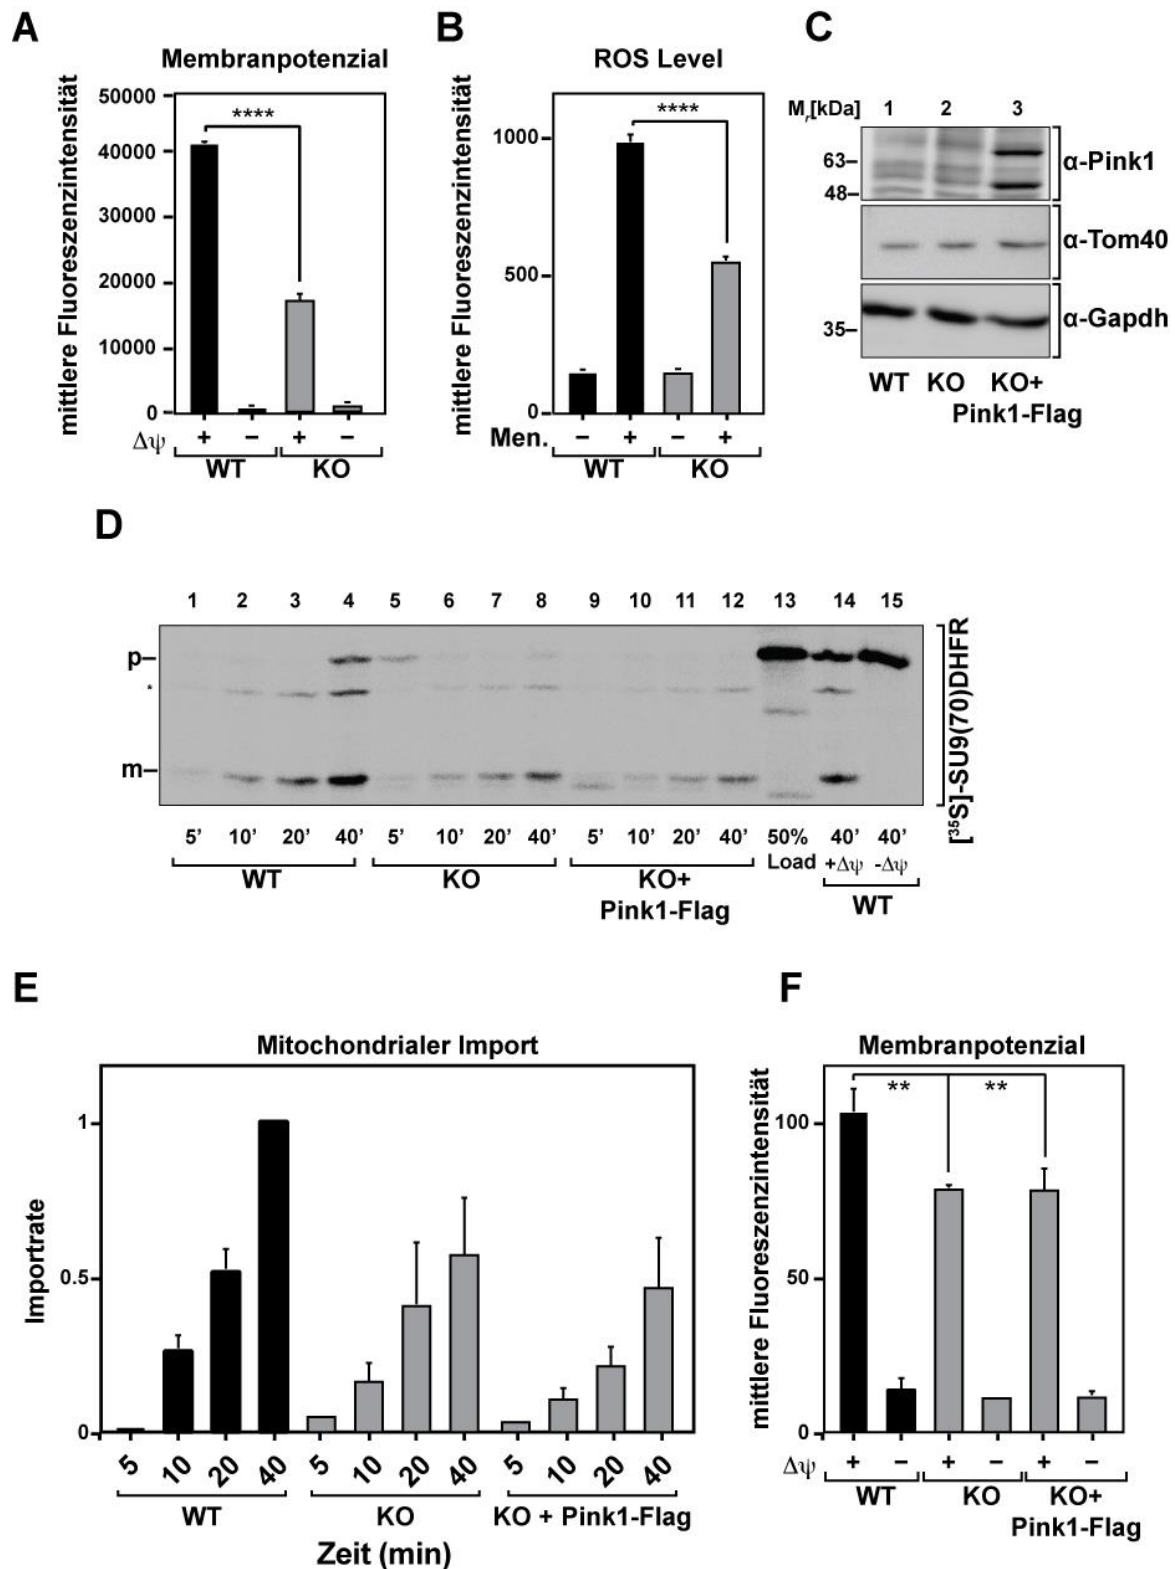 A
Membranpotenzial
mittlere Fluoreszenzintensität
50000
40000
30000
20000
10000
0
****
Δψ + − + −
WT KO
B
ROS Level
mittlere Fluoreszenzintensität
1000
500
0
****
Men. − + − +
WT KO
C
Mr[kDa] 1 2 3
63
48
α-Pink1
α-Tom40
35
α-Gapdh
WT KO KO+
Pink1-Flag
D
1 2 3 4 5 6 7 8 9 10 11 12 13 14 15
p
*
m
[³⁵S]-SU9(70)DHFR
5’ 10’ 20’ 40’ 5’ 10’ 20’ 40’ 5’ 10’ 20’ 40’ 50% 40’ 40’
Load +Δψ -Δψ
WT KO KO+ WT
Pink1-Flag
E
Mitochondrialer Import
Importrate
1
0.5
0
5 10 20 40 5 10 20 40 5 10 20 40
WT KO KO + Pink1-Flag
Zeit (min)
F
Membranpotenzial
mittlere Fluoreszenzintensität
100
50
0
** **
Δψ + − + − + −
WT KO KO+
Pink1-Flag